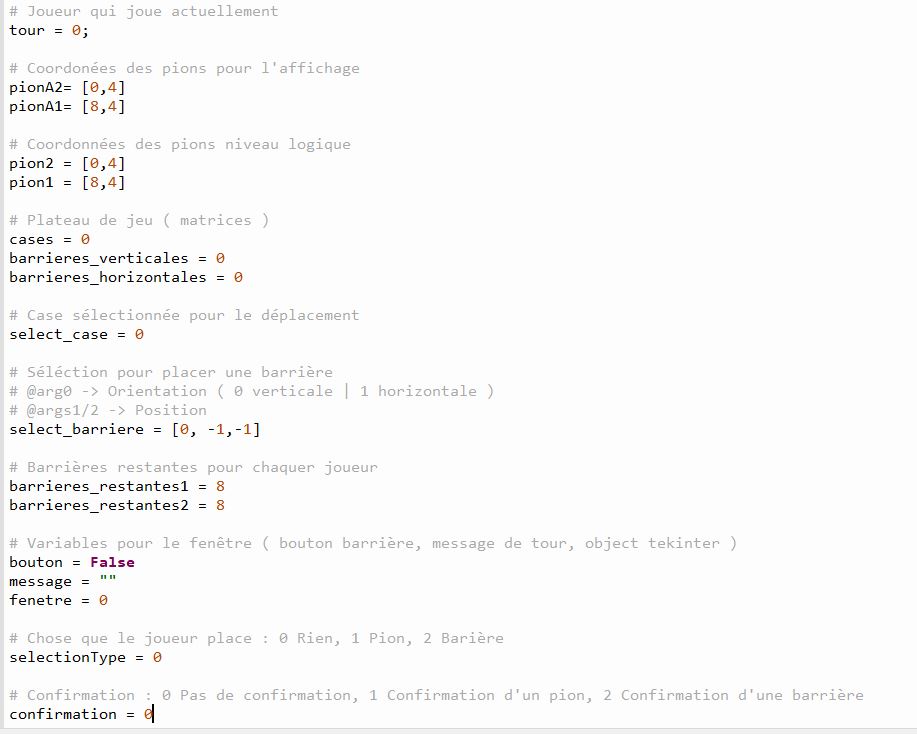 # Joueur qui joue actuellement
tour = 0;
# Coordonées des pions pour l'affichage
pionA2= [0,4]
pionA1= [8,4]
# Coordonnées des pions niveau logique
pion2 = [0,4]
pion1 = [8,4]
# Plateau de jeu ( matrices )
cases = 0
barrieres_verticales = 0
barrieres_horizontales = 0
# Case sélectionnée pour le déplacement
select_case = 0
# Séléction pour placer une barrière
# @arg0 -> Orientation ( 0 verticale | 1 horizontale )
# @args1/2 -> Position
select_barriere = [0, -1,-1]
# Barrières restantes pour chaquer joueur
barrieres_restantes1 = 8
barrieres_restantes2 = 8
# Variables pour le fenêtre ( bouton barrière, message de tour, object tekinter )
bouton = False
message = ""
fenetre = 0
# Chose que le joueur place : 0 Rien, 1 Pion, 2 Barière
selectionType = 0
# Confirmation : 0 Pas de confirmation, 1 Confirmation d'un pion, 2 Confirmation d'une barrière
confirmation = 0